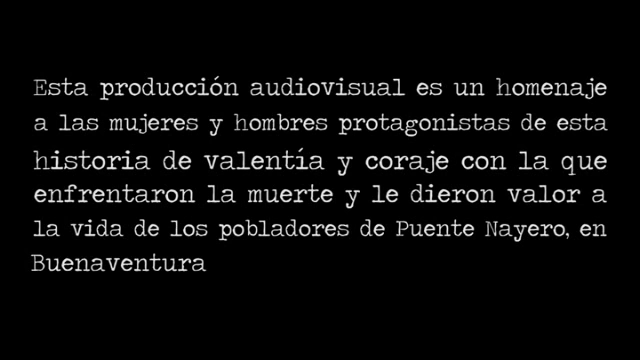 Esta producción audiovisual es un homenaje
a las mujeres y hombres protagonistas de esta
historia de valentía y coraje con la que
enfrentaron la muerte y le dieron valor a
la vida de los pobladores de Puente Nayero, en
Buenaventura